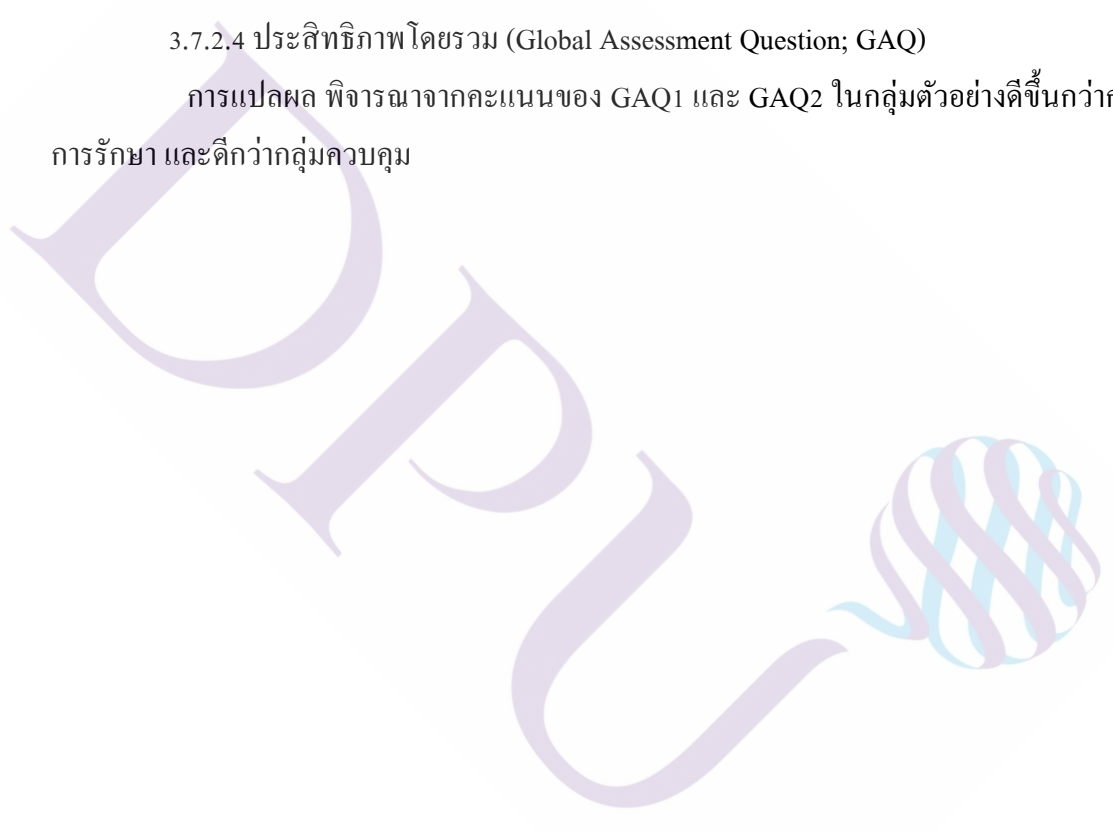 3.7.2.4 ประสิทธิภาพโดยรวม (Global Assessment Question; GAQ)
การแปลผล พิจารณาจากคะแนนของ GAQ1 และ GAQ2 ในกลุ่มตัวอย่างดีขึ้นกว่าก
การรักษา และดีกว่ากลุ่มควบคุม
DPU